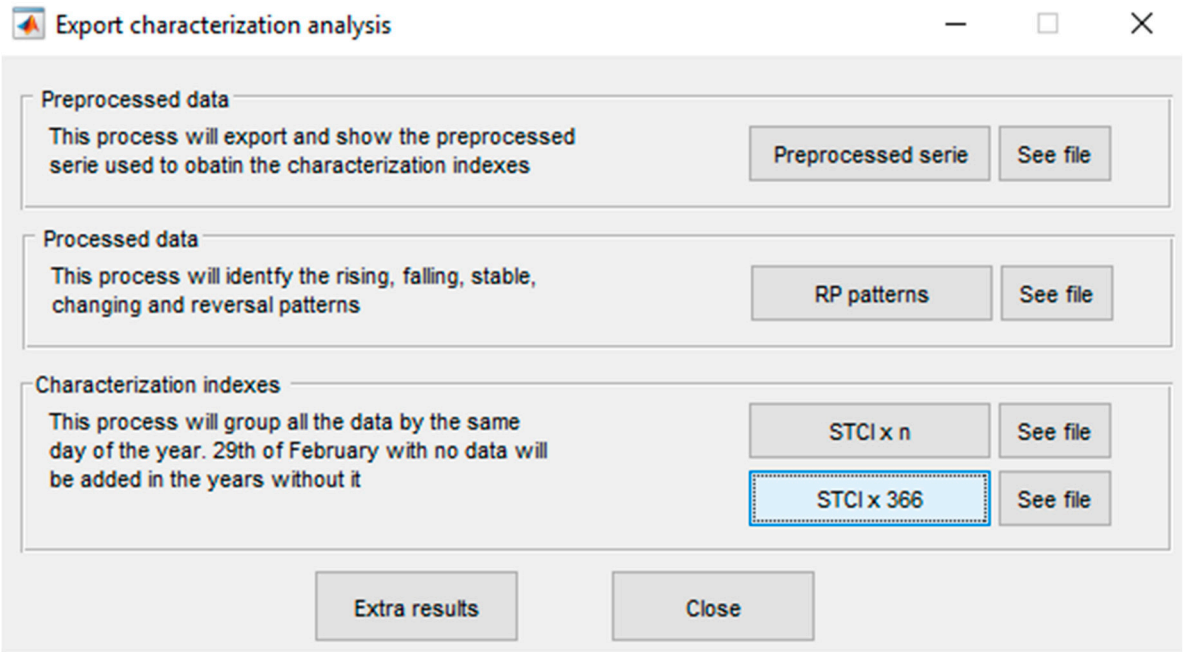 Export characterization analysis
Preprocessed data
This process will export and show the preprocessed
serie used to obatin the characterization indexes
Preprocessed serie
See file
Processed data
This process will identfy the rising, falling, stable,
changing and reversal patterns
RP patterns
See file
Characterization indexes
This process will group all the data by the same
day of the year. 29th of February with no data will
be added in the years without it
STCI x n
See file
STCI x 366
See file
Extra results
Close